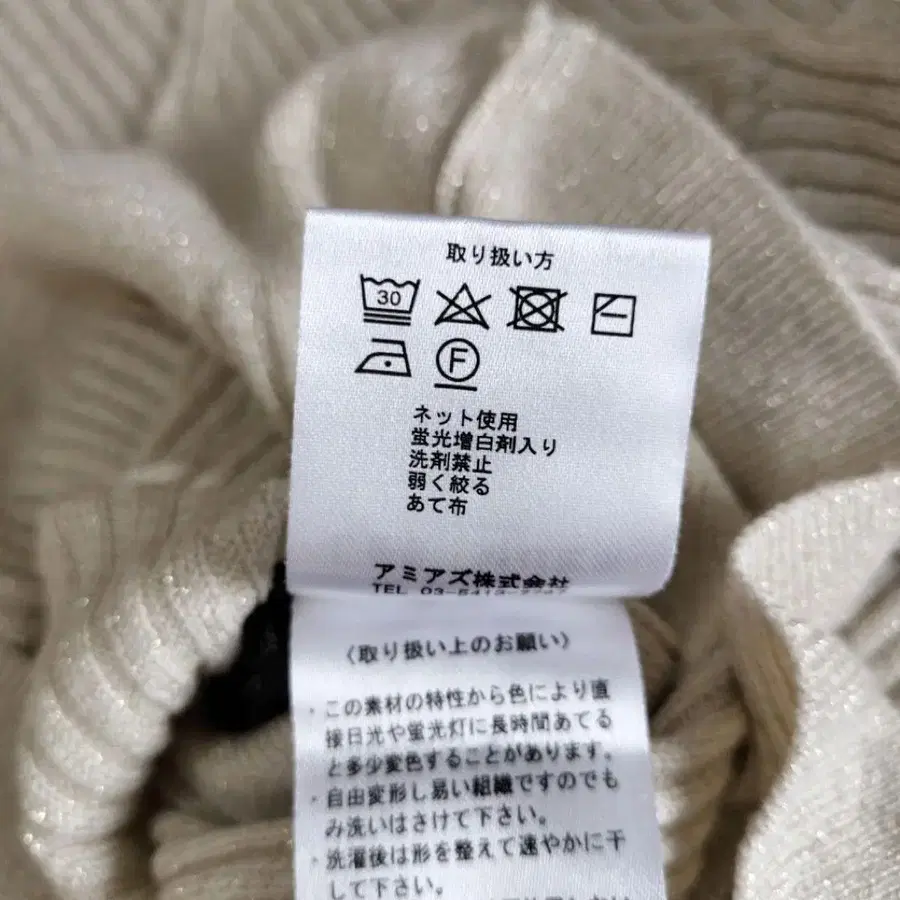 取り扱い方
30
F
ネット使用
蛍光増白剤入り
洗剤禁止
弱く絞る
あて布
アミアズ株式会社
〈取り扱い上のお願い〉
・この素材の特性から色により直
接日光や蛍光灯に長時間あてる
と多少変色することがあります。
・自由変形し易い組織ですのでも
み洗いはさけて下さい。
・洗濯後は形を整えて速やかに干
して下さい。